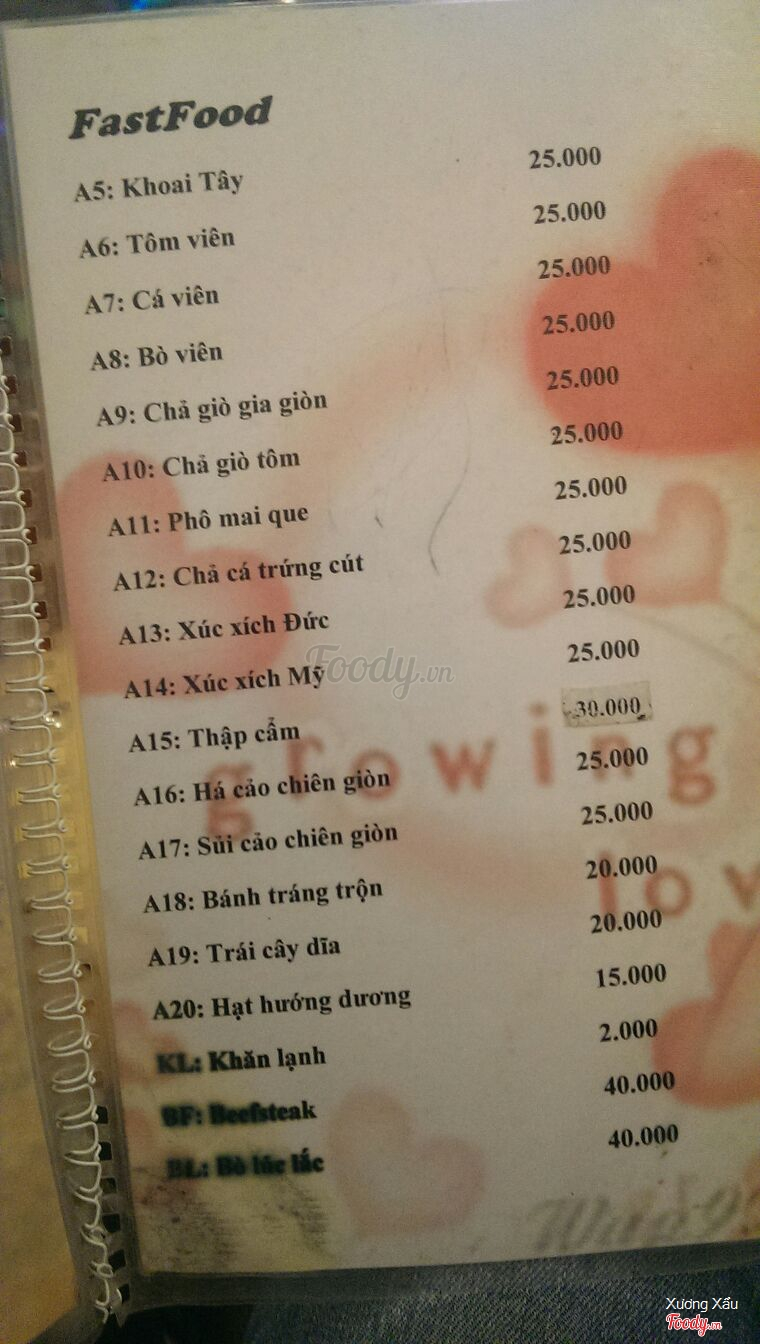 FastFood
A5: Khoai Tây 25.000
A6: Tôm viên 25.000
A7: Cá viên 25.000
A8: Bò viên 25.000
A9: Chả giò gia giòn 25.000
A10: Chả giò tôm 25.000
A11: Phô mai que 25.000
A12: Chả cá trứng cút 25.000
A13: Xúc xích Đức 25.000
A14: Xúc xích Mỹ 25.000
A15: Thập cẩm 30.000
A16: Há cảo chiên giòn 25.000
A17: Sủi cảo chiên giòn 25.000
A18: Bánh tráng trộn 20.000
A19: Trái cây dĩa 20.000
A20: Hạt hướng dương 15.000
KL: Khăn lạnh 2.000
BF: Beefsteak 40.000
BL: Bò lúc lắc 40.000
growing
Foody.vn
Xương Xẩu
Foody.vn